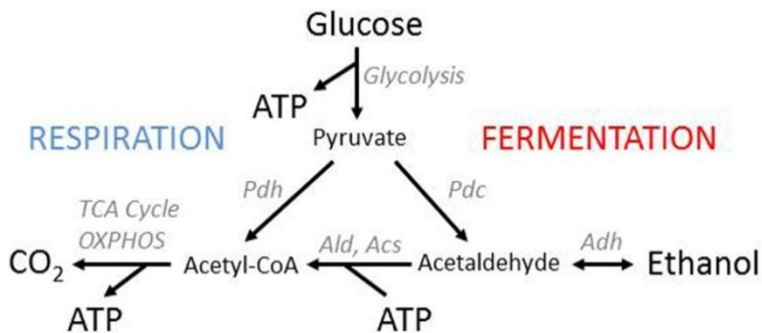 Glucose
Glycolysis
ATP
RESPIRATION
Pyruvate
FERMENTATION
Pdh
Pdc
TCA Cycle
OXPHOS
Ald, Acs
Adh
CO₂
Acetyl-CoA
Acetaldehyde
Ethanol
ATP
ATP